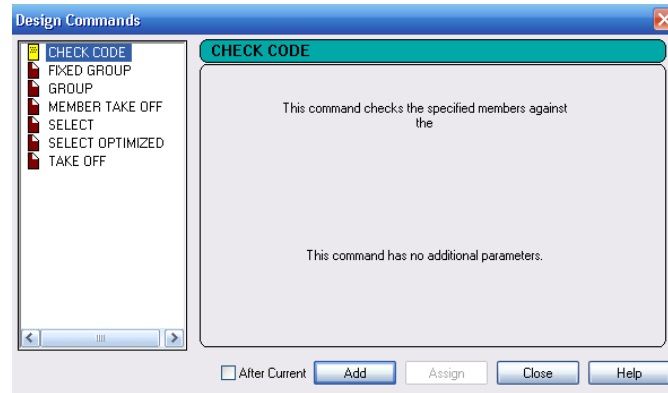 Design Commands
CHECK CODE
FIXED GROUP
GROUP
MEMBER TAKE OFF
SELECT
SELECT OPTIMIZED
TAKE OFF
CHECK CODE
This command checks the specified members against
the
This command has no additional parameters.
After Current
Add
Assign
Close
Help